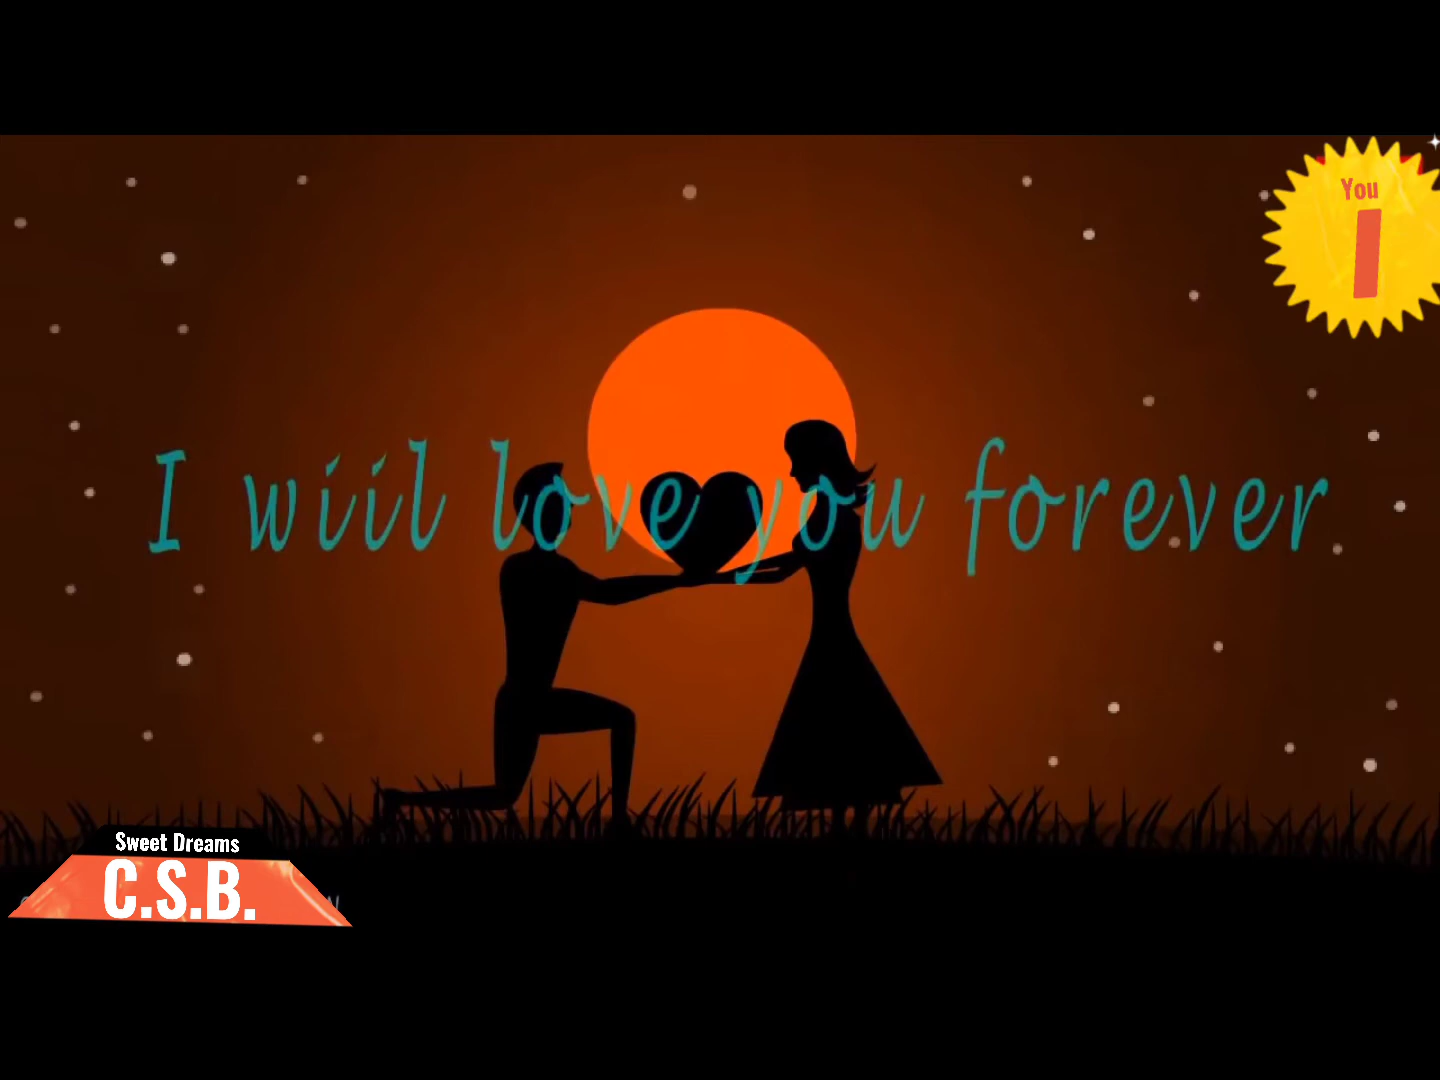 You
I
I wiil love you forever
Sweet Dreams
C.S.B.